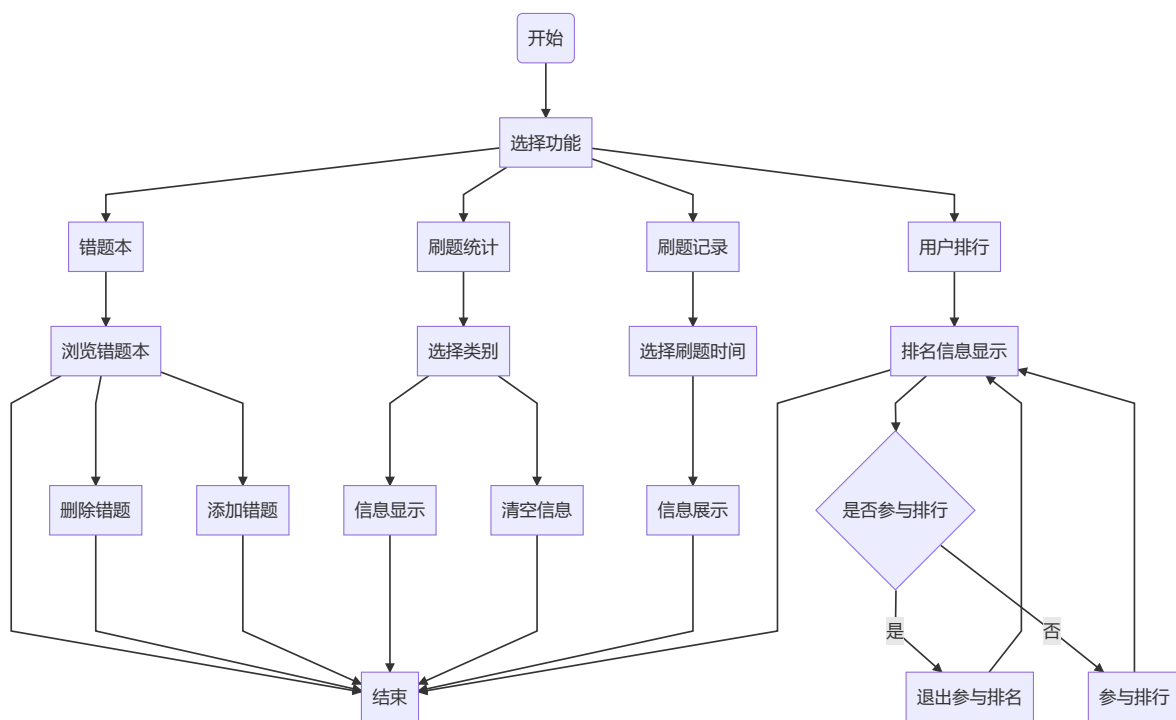 开始
选择功能
错题本
刷题统计
刷题记录
用户排行
浏览错题本
选择类别
选择刷题时间
排名信息显示
删除错题
添加错题
信息显示
清空信息
信息展示
是否参与排行
是
否
结束
退出参与排名
参与排行